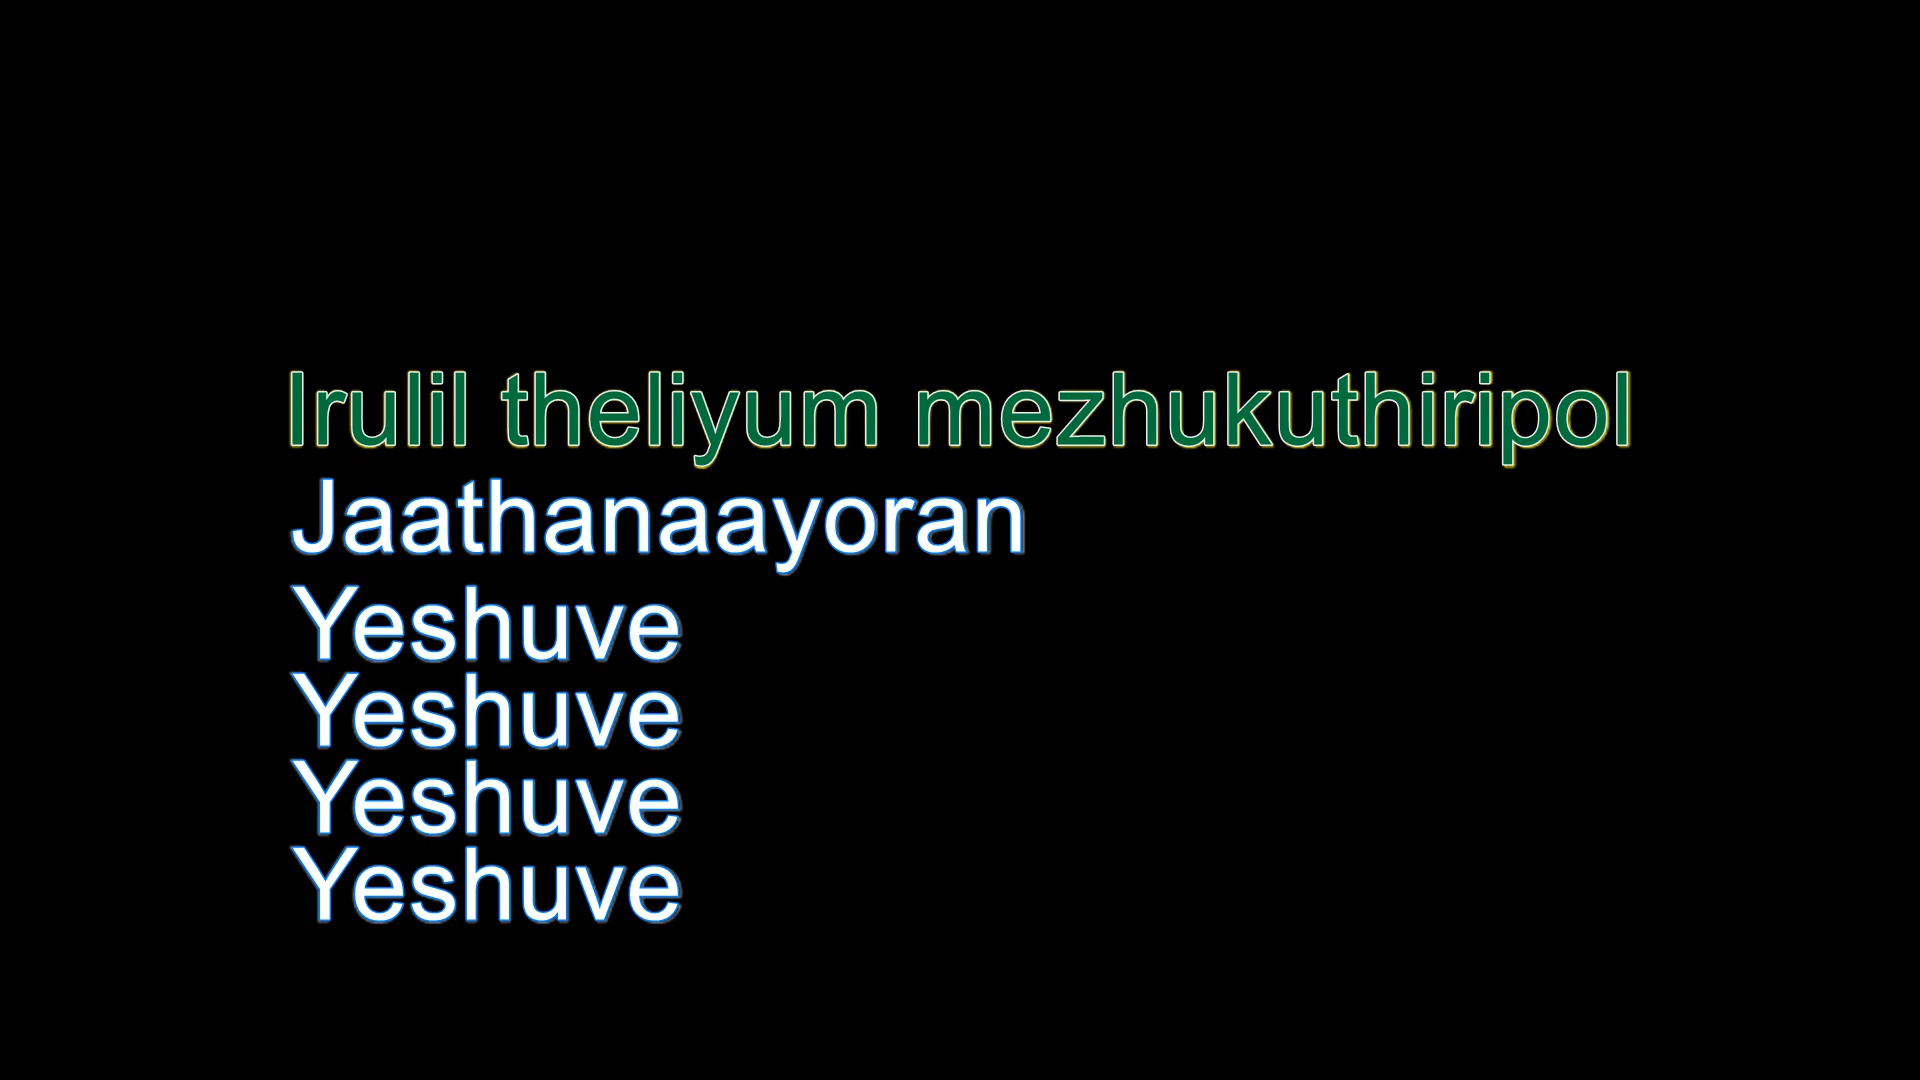 Irulil theliyum mezhukuthiripol
Jaathanaayoran
Yeshuve
Yeshuve
Yeshuve
Yeshuve